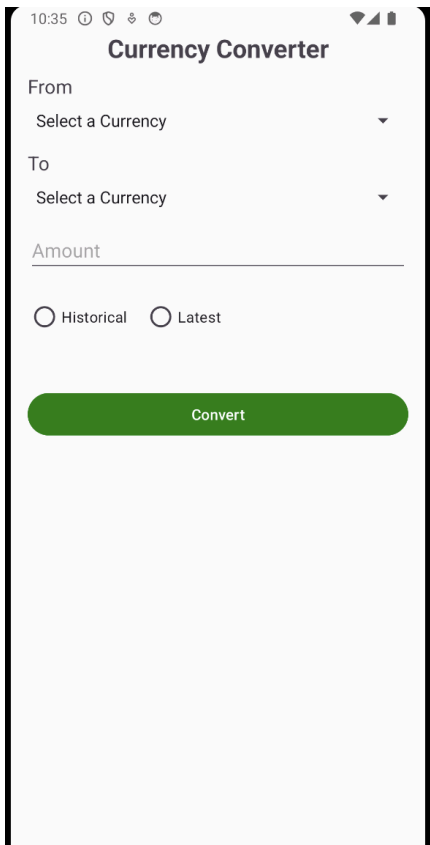 10:35
Currency Converter
From
Select a Currency
To
Select a Currency
Amount
Historical Latest
Convert